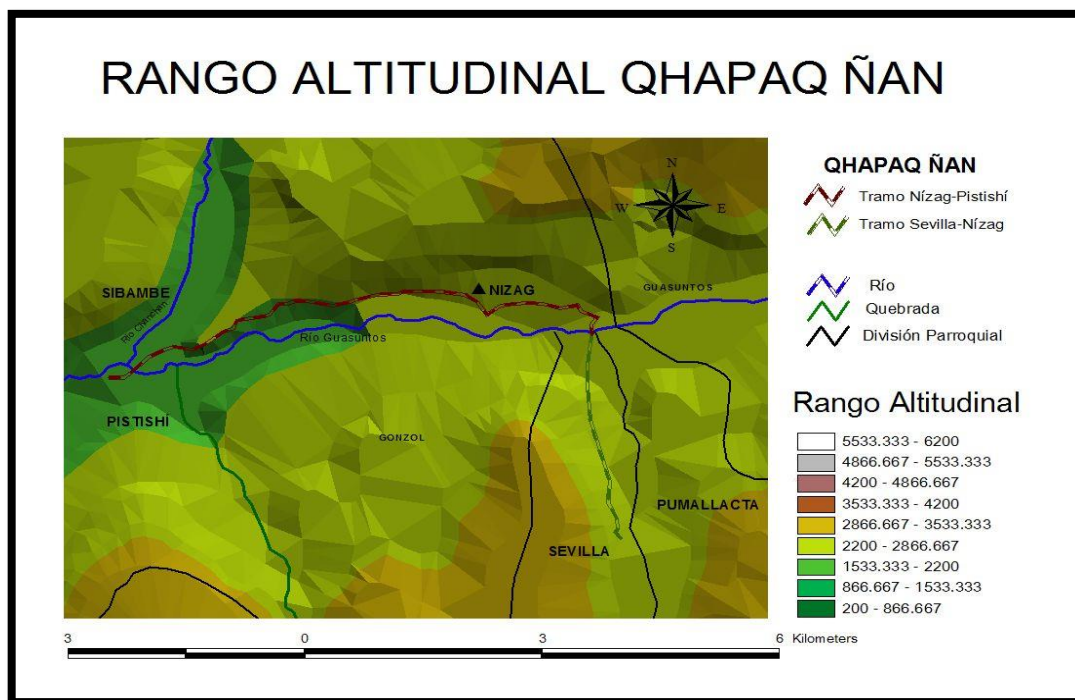 RANGO ALTITUDINAL QHAPAQ ÑAN
N
W
E
S
SIBAMBE
Río Chanchan
NIZAG
GUASUNTOS
Río Guasuntos
PISTISHÍ
GONZOL
PUMALLACTA
SEVILLA
3
0
3
6
Kilometers
QHAPAQ ÑAN
Tramo Nízag-Pistishí
Tramo Sevilla-Nízag
Río
Quebrada
División Parroquial
Rango Altitudinal
5533.333 - 6200
4866.667 - 5533.333
4200 - 4866.667
3533.333 - 4200
2866.667 - 3533.333
2200 - 2866.667
1533.333 - 2200
866.667 - 1533.333
200 - 866.667